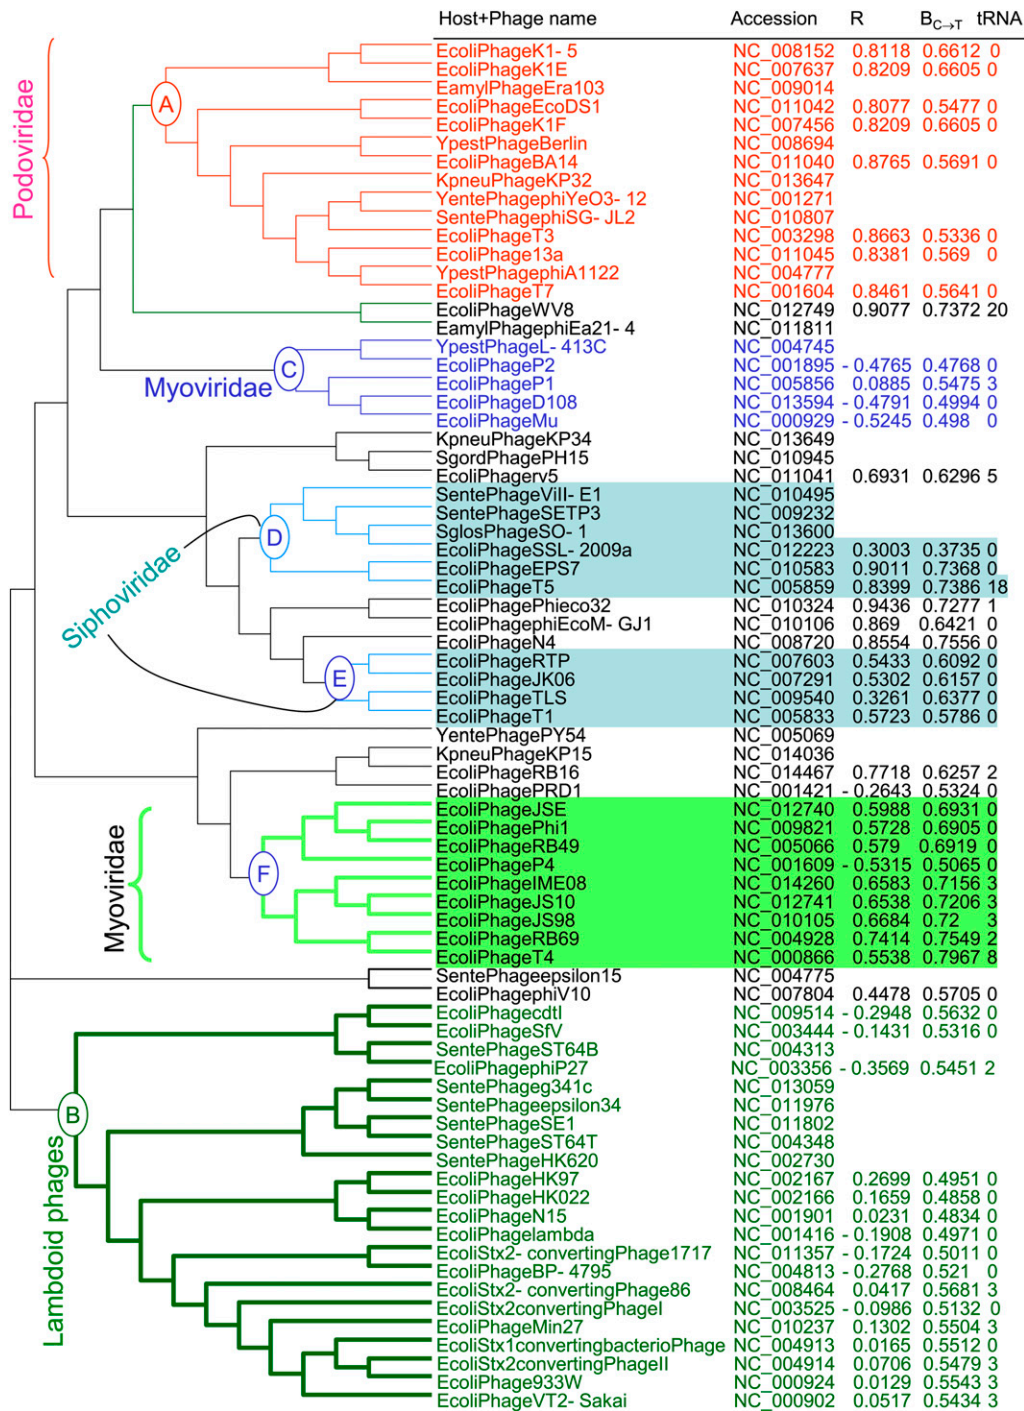 Host+Phage name Accession R BC→T tRNA
EcoliPhageK1- 5 NC_008152 0.8118 0.6612 0
EcoliPhageK1E NC_007637 0.8209 0.6605 0
EamylPhageEra103 NC_009014
A
EcoliPhageEcoDS1 NC_011042 0.8077 0.5477 0
EcoliPhageK1F NC_007456 0.8209 0.6605 0
YpestPhageBerlin NC_008694
Podoviridae
EcoliPhageBA14 NC_011040 0.8765 0.5691 0
KpneuPhageKP32 NC_013647
YentePhagephiYeO3- 12 NC_001271
SentePhagephiSG- JL2 NC_010807
EcoliPhageT3 NC_003298 0.8663 0.5336 0
EcoliPhage13a NC_011045 0.8381 0.569 0
YpestPhagephiA1122 NC_004777
EcoliPhageT7 NC_001604 0.8461 0.5641 0
EcoliPhageWV8 NC_012749 0.9077 0.7372 20
EamylPhagephiEa21- 4 NC_011811
YpestPhageL- 413C NC_004745
C
EcoliPhageP2 NC_001895 - 0.4765 0.4768 0
Myoviridae
EcoliPhageP1 NC_005856 0.0885 0.5475 3
EcoliPhageD108 NC_013594 - 0.4791 0.4994 0
EcoliPhageMu NC_000929 - 0.5245 0.498 0
KpneuPhageKP34 NC_013649
SgordPhagePH15 NC_010945
EcoliPhagerv5 NC_011041 0.6931 0.6296 5
SentePhageViII- E1 NC_010495
SentePhageSETP3 NC_009232
SglosPhageSO- 1 NC_013600
D
EcoliPhageSSL- 2009a NC_012223 0.3003 0.3735 0
EcoliPhageEPS7 NC_010583 0.9011 0.7368 0
EcoliPhageT5 NC_005859 0.8399 0.7386 18
Siphoviridae
EcoliPhagePhieco32 NC_010324 0.9436 0.7277 1
EcoliPhagephiEcoM- GJ1 NC_010106 0.869 0.6421 0
EcoliPhageN4 NC_008720 0.8554 0.7556 0
EcoliPhageRTP NC_007603 0.5433 0.6092 0
E
EcoliPhageJK06 NC_007291 0.5302 0.6157 0
EcoliPhageTLS NC_009540 0.3261 0.6377 0
EcoliPhageT1 NC_005833 0.5723 0.5786 0
YentePhagePY54 NC_005069
KpneuPhageKP15 NC_014036
EcoliPhageRB16 NC_014467 0.7718 0.6257 2
EcoliPhagePRD1 NC_001421 - 0.2643 0.5324 0
EcoliPhageJSE NC_012740 0.5988 0.6931 0
EcoliPhagePhi1 NC_009821 0.5728 0.6905 0
EcoliPhageRB49 NC_005066 0.579 0.6919 0
EcoliPhageP4 NC_001609 - 0.5315 0.5065 0
F
Myoviridae
EcoliPhageIME08 NC_014260 0.6583 0.7156 3
EcoliPhageJS10 NC_012741 0.6538 0.7206 3
EcoliPhageJS98 NC_010105 0.6684 0.72 3
EcoliPhageRB69 NC_004928 0.7414 0.7549 2
EcoliPhageT4 NC_000866 0.5538 0.7967 8
SentePhageepsilon15 NC_004775
EcoliPhagephiV10 NC_007804 0.4478 0.5705 0
EcoliPhagecdtI NC_009514 - 0.2948 0.5632 0
EcoliPhageSfV NC_003444 - 0.1431 0.5316 0
SentePhageST64B NC_004313
EcoliPhagephiP27 NC_003356 - 0.3569 0.5451 2
SentePhageg341c NC_013059
SentePhageepsilon34 NC_011976
B
SentePhageSE1 NC_011802
SentePhageST64T NC_004348
SentePhageHK620 NC_002730
EcoliPhageHK97 NC_002167 0.2699 0.4951 0
EcoliPhageHK022 NC_002166 0.1659 0.4858 0
EcoliPhageN15 NC_001901 0.0231 0.4834 0
EcoliPhagelambda NC_001416 - 0.1908 0.4971 0
Lambdoid phages
EcoliStx2- convertingPhage1717 NC_011357 - 0.1724 0.5011 0
EcoliPhageBP- 4795 NC_004813 - 0.2768 0.521 0
EcoliStx2- convertingPhage86 NC_008464 0.0417 0.5681 3
EcoliStx2convertingPhageI NC_003525 - 0.0986 0.5132 0
EcoliPhageMin27 NC_010237 0.1302 0.5504 3
EcoliStx1convertingbacterioPhage NC_004913 0.0165 0.5512 0
EcoliStx2convertingPhageII NC_004914 0.0706 0.5479 3
EcoliPhage933W NC_000924 0.0129 0.5543 3
EcoliPhageVT2- Sakai NC_000902 0.0517 0.5434 3